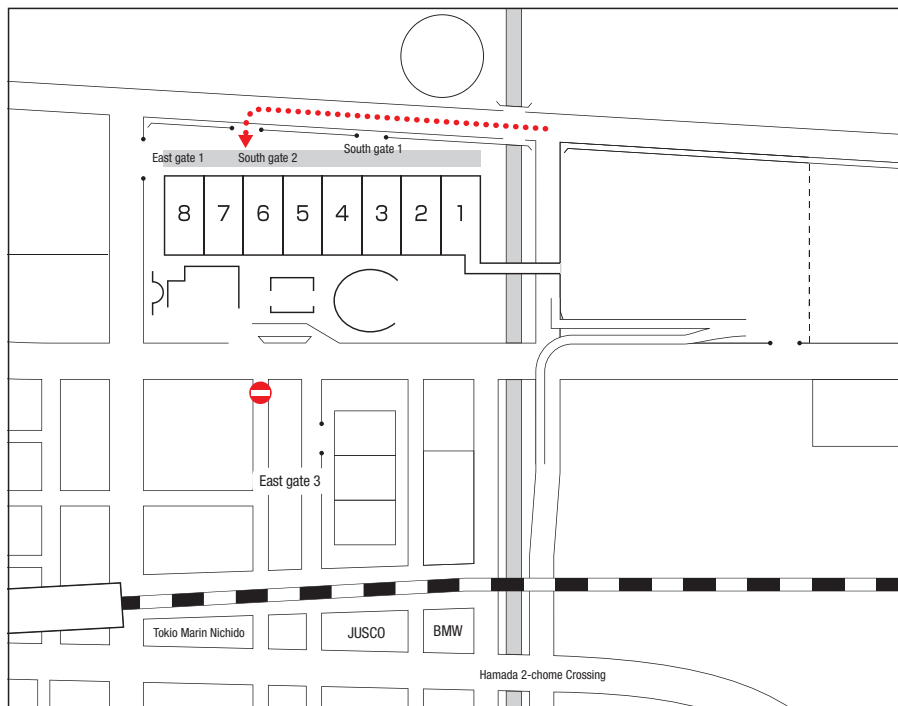 South gate 1
East gate 1
South gate 2
8
7
6
5
4
3
2
1
East gate 3
Tokio Marin Nichido
JUSCO
BMW
Hamada 2-chome Crossing